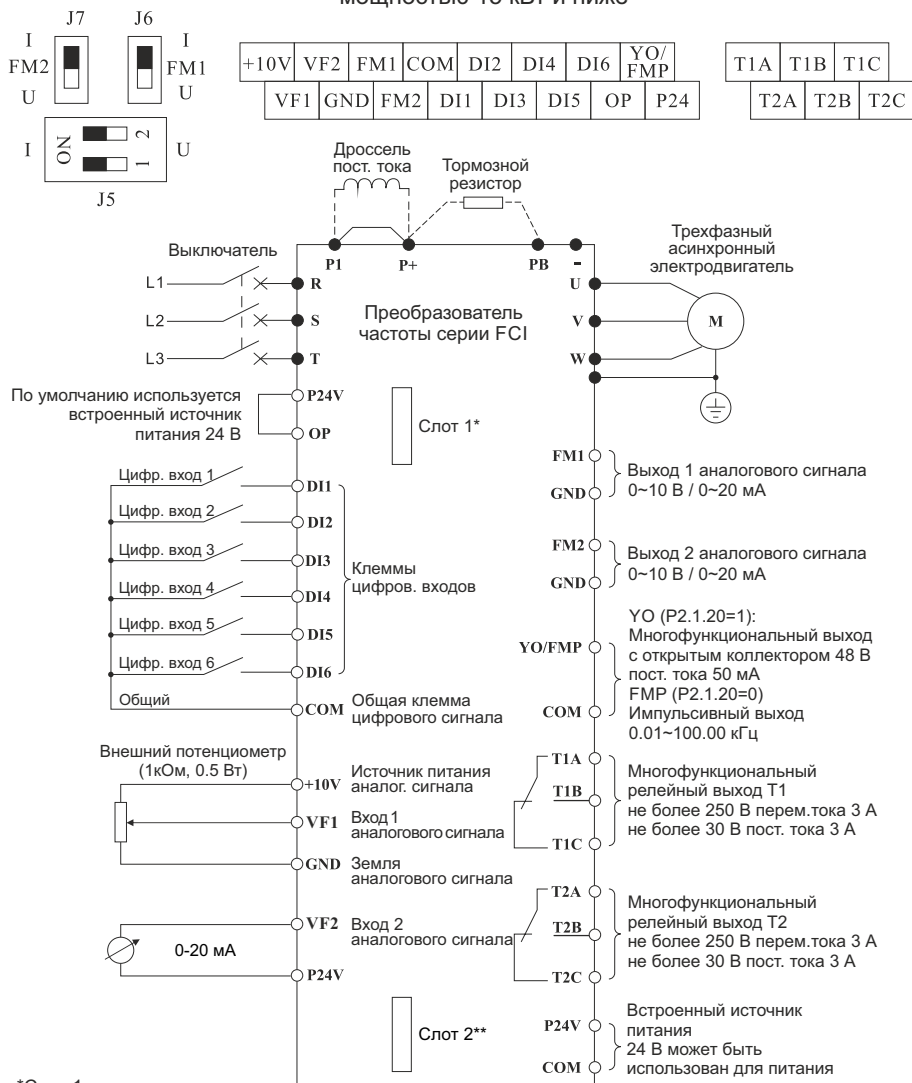 мощностью 15 кВт и ниже
J7 J6
I I
FM2 FM1
U U
I ON 2 1 U
J5
+10V VF2 FM1 COM DI2 DI4 DI6 YO/FMP
VF1 GND FM2 DI1 DI3 DI5 OP P24
T1A T1B T1C
T2A T2B T2C
Дроссель
пост. тока
Тормозной
резистор
Выключатель
P1 P+ PB -
L1 R
L2 S
L3 T
Преобразователь
частоты серии FCI
Трехфазный
асинхронный
электродвигатель
U
V
W
M
По умолчанию используется
встроенный источник
питания 24 В
P24V
OP
Слот 1*
Цифр. вход 1 DI1
Цифр. вход 2 DI2
Цифр. вход 3 DI3
Цифр. вход 4 DI4
Цифр. вход 5 DI5
Цифр. вход 6 DI6
Клеммы
цифров. входов
Общий COM
Общая клемма
цифрового сигнала
Внешний потенциометр
(1кОм, 0.5 Вт)
+10V Источник питания
аналог. сигнала
VF1 Вход 1
аналогового сигнала
GND Земля
аналогового сигнала
VF2 Вход 2
аналогового сигнала
0-20 мА
P24V
Слот 2**
FM1
GND
Выход 1 аналогового сигнала
0~10 В / 0~20 мА
FM2
GND
Выход 2 аналогового сигнала
0~10 В / 0~20 мА
YO/FMP
COM
YO (P2.1.20=1):
Многофункциональный выход
с открытым коллектором 48 В
пост. тока 50 мА
FMP (P2.1.20=0)
Импульсивный выход
0.01~100.00 кГц
T1A
T1B
T1C
Многофункциональный
релейный выход Т1
не более 250 В перем.тока 3 А
не более 30 В пост. тока 3 А
T2A
T2B
T2C
Многофункциональный
релейный выход Т2
не более 250 В перем.тока 3 А
не более 30 В пост. тока 3 А
P24V
COM
Встроенный источник
питания
24 В может быть
использован для питания